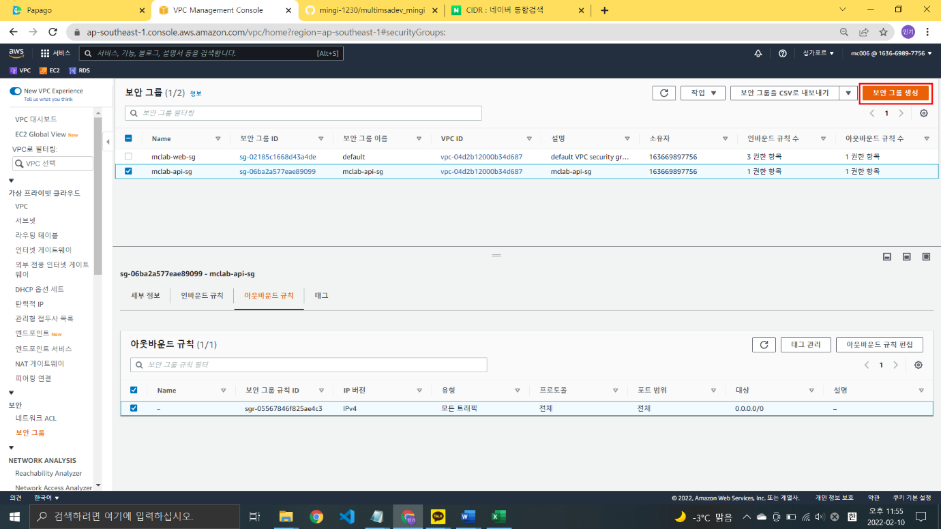 Papago
VPC Management Console
mingi-1230/multimsadev_mingi
CIDR : 네이버 통합검색
ap-southeast-1.console.aws.amazon.com/vpc/home?region=ap-southeast-1#securityGroups:
aws
서비스
서비스, 기능, 블로그, 설명서 등을 검색합니다.
[Alt+S]
싱가포르
mc006 @ 1636-6989-7756
VPC
EC2
RDS
New VPC Experience
Tell us what you think
VPC 대시보드
EC2 Global View New
VPC로 필터링:
VPC 선택
가상 프라이빗 클라우드
VPC
서브넷
라우팅 테이블
인터넷 게이트웨이
외부 전용 인터넷 게이트
웨이
DHCP 옵션 세트
탄력적 IP
관리형 접두사 목록
엔드포인트 New
엔드포인트 서비스
NAT 게이트웨이
피어링 연결
보안
네트워크 ACL
보안 그룹
NETWORK ANALYSIS
Reachability Analyzer
Network Access Analyzer
보안 그룹 (1/2) 정보
작업
보안 그룹을 CSV로 내보내기
보안 그룹 생성
보안 그룹 필터링
1
Name 보안 그룹 ID 보안 그룹 이름 VPC ID 설명 소유자 인바운드 규칙 수 아웃바운드 규칙 수
mclab-web-sg sg-02185c1668d43a4de default vpc-04d2b12000b34d687 default VPC security gr... 163669897756 3 권한 항목 1 권한 항목
mclab-api-sg sg-06ba2a577eae89099 mclab-api-sg vpc-04d2b12000b34d687 mclab-api-sg 163669897756 1 권한 항목 1 권한 항목
sg-06ba2a577eae89099 - mclab-api-sg
세부 정보
인바운드 규칙
아웃바운드 규칙
태그
아웃바운드 규칙 (1/1)
태그 관리
아웃바운드 규칙 편집
보안 그룹 규칙 필터
1
Name 보안 그룹 규칙 ID IP 버전 유형 프로토콜 포트 범위 대상 설명
– sgr-05567846f825ae4c3 IPv4 모든 트래픽 전체 전체 0.0.0.0/0 –
의견
한국어
© 2022, Amazon Web Services, Inc. 또는 계열사.
개인 정보 보호
약관
쿠키 기본 설정
검색하려면 여기에 입력하십시오.
-3°C 맑음
오후 11:55
2022-02-10